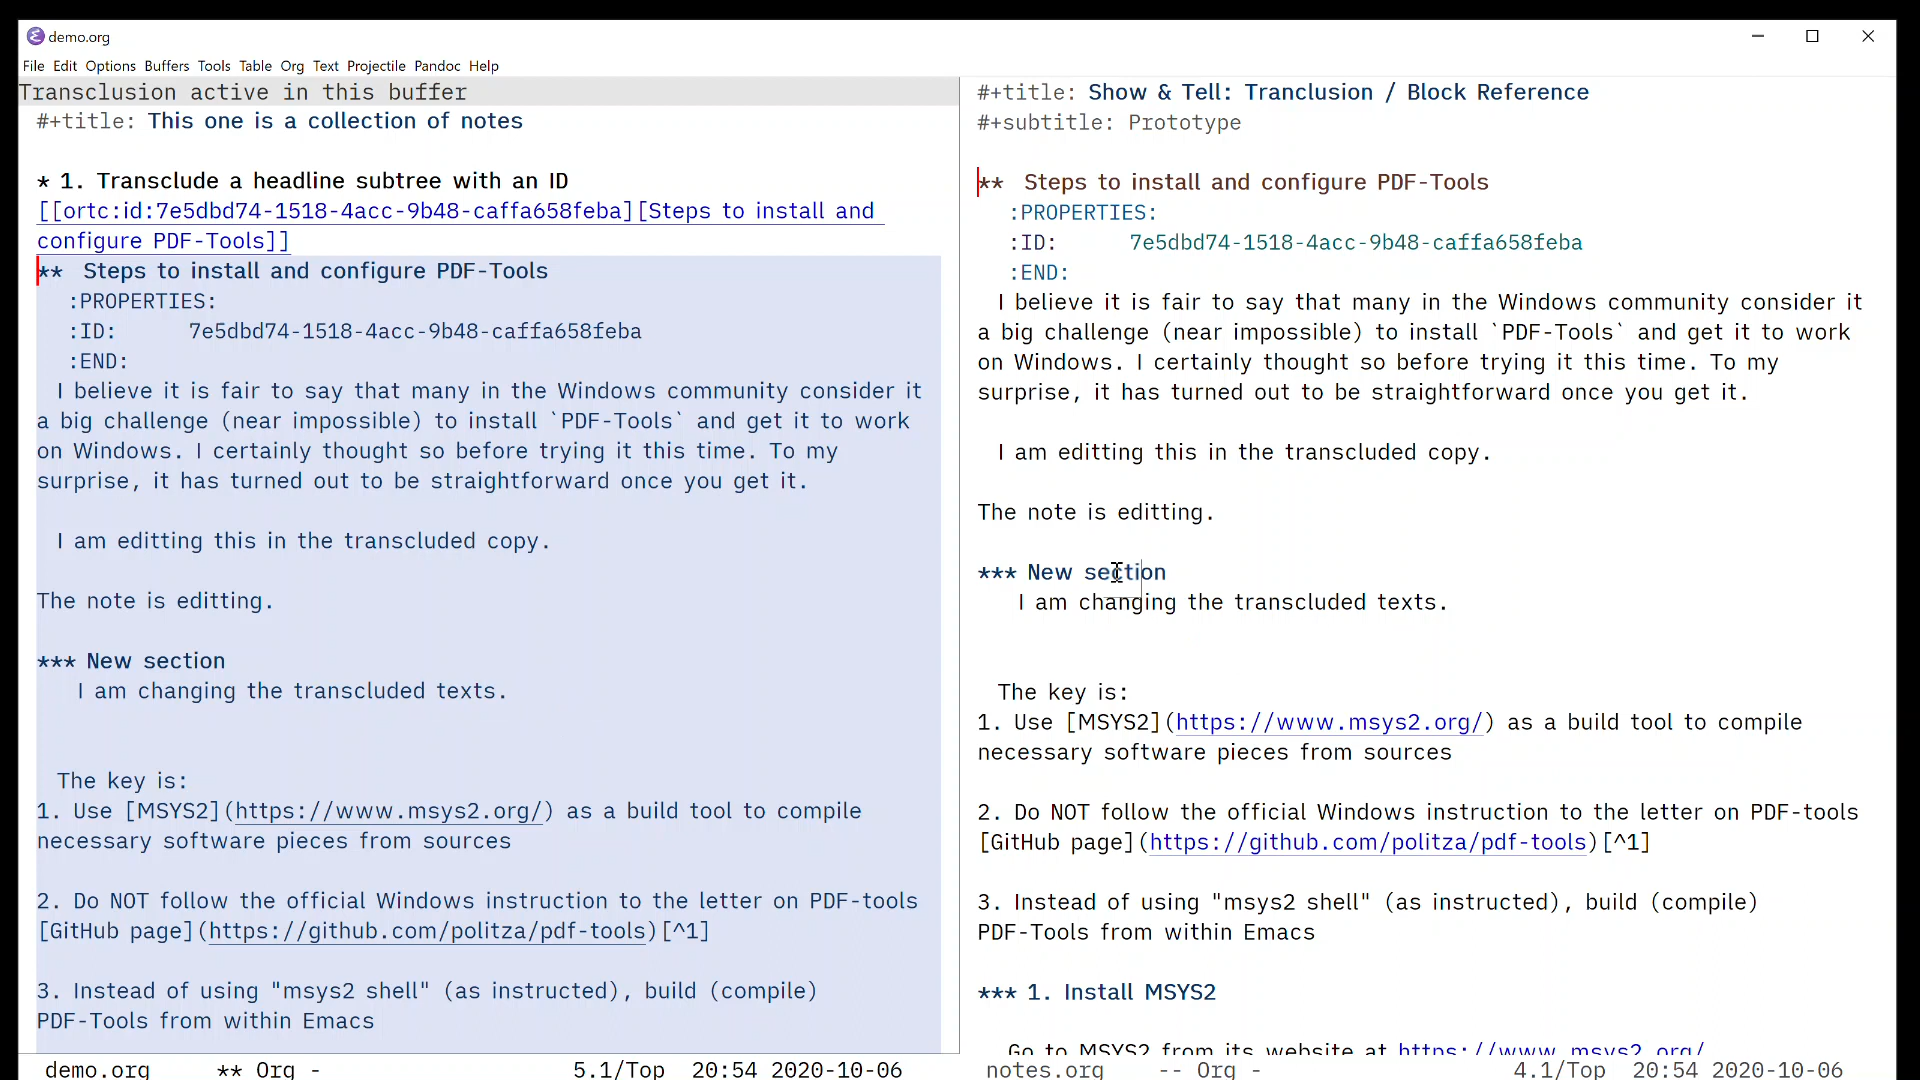 demo.org
File Edit Options Buffers Tools Table Org Text Projectile Pandoc Help
Transclusion active in this buffer
#+title: This one is a collection of notes
* 1. Transclude a headline subtree with an ID
[[ortc:id:7e5dbd74-1518-4acc-9b48-caffa658feba][Steps to install and
configure PDF-Tools]]
** Steps to install and configure PDF-Tools
:PROPERTIES:
:ID: 7e5dbd74-1518-4acc-9b48-caffa658feba
:END:
I believe it is fair to say that many in the Windows community consider it
a big challenge (near impossible) to install `PDF-Tools` and get it to work
on Windows. I certainly thought so before trying it this time. To my
surprise, it has turned out to be straightforward once you get it.
I am editting this in the transcluded copy.
The note is editting.
*** New section
I am changing the transcluded texts.
The key is:
1. Use [MSYS2](https://www.msys2.org/) as a build tool to compile
necessary software pieces from sources
2. Do NOT follow the official Windows instruction to the letter on PDF-tools
[GitHub page](https://github.com/politza/pdf-tools)[^1]
3. Instead of using "msys2 shell" (as instructed), build (compile)
PDF-Tools from within Emacs
demo.org ** Org - 5.1/Top 20:54 2020-10-06
#+title: Show & Tell: Tranclusion / Block Reference
#+subtitle: Prototype
** Steps to install and configure PDF-Tools
:PROPERTIES:
:ID: 7e5dbd74-1518-4acc-9b48-caffa658feba
:END:
I believe it is fair to say that many in the Windows community consider it
a big challenge (near impossible) to install `PDF-Tools` and get it to work
on Windows. I certainly thought so before trying it this time. To my
surprise, it has turned out to be straightforward once you get it.
I am editting this in the transcluded copy.
The note is editting.
*** New section
I am changing the transcluded texts.
The key is:
1. Use [MSYS2](https://www.msys2.org/) as a build tool to compile
necessary software pieces from sources
2. Do NOT follow the official Windows instruction to the letter on PDF-tools
[GitHub page](https://github.com/politza/pdf-tools)[^1]
3. Instead of using "msys2 shell" (as instructed), build (compile)
PDF-Tools from within Emacs
*** 1. Install MSYS2
Go to MSYS2 from its website at https://www.msys2.org/
notes.org -- Org - 4.1/Top 20:54 2020-10-06